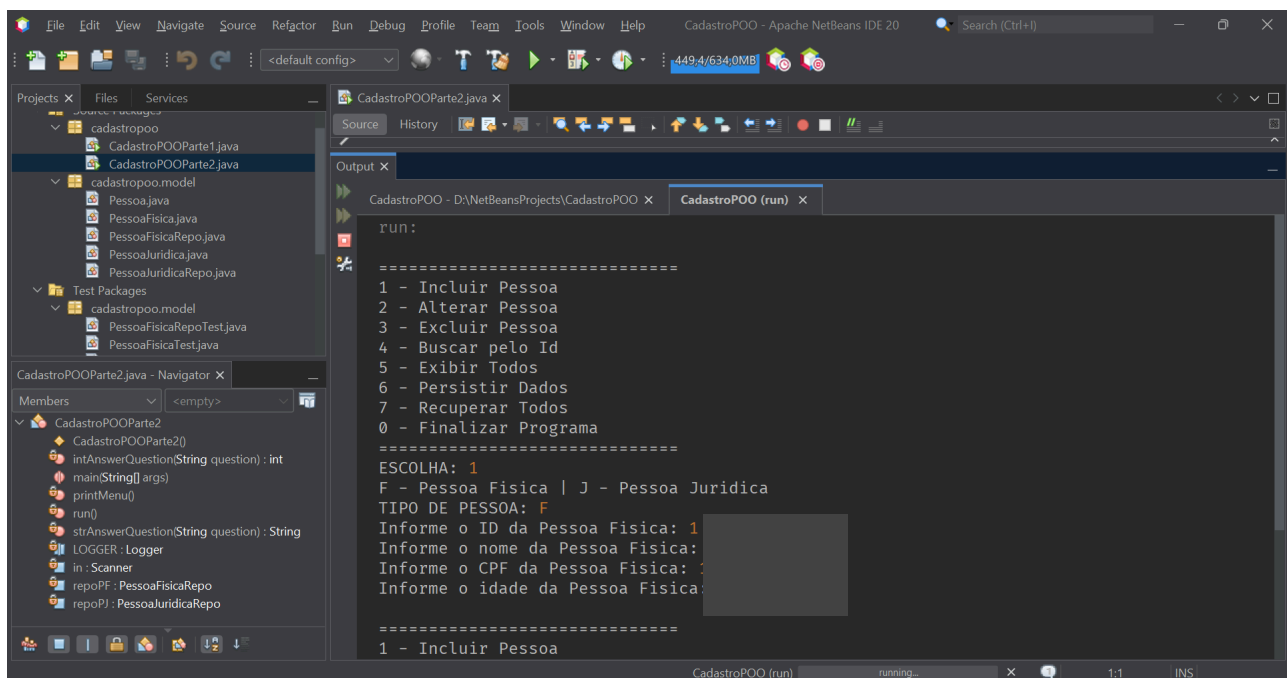 File Edit View Navigate Source Refactor Run Debug Profile Team Tools Window Help CadastroPOO - Apache NetBeans IDE 20 Search (Ctrl+I)
<default config> 449,4/634,0MB
Projects Files Services
Source Packages
cadastropoo
CadastroPOOParte1.java
CadastroPOOParte2.java
cadastropoo.model
Pessoa.java
PessoaFisica.java
PessoaFisicaRepo.java
PessoaJuridica.java
PessoaJuridicaRepo.java
Test Packages
cadastropoo.model
PessoaFisicaRepoTest.java
PessoaFisicaTest.java
CadastroPOOParte2.java - Navigator
Members <empty>
CadastroPOOParte2
CadastroPOOParte2()
intAnswerQuestion(String question) : int
main(String[] args)
printMenu()
run()
strAnswerQuestion(String question) : String
LOGGER : Logger
in : Scanner
repoPF : PessoaFisicaRepo
repoPJ : PessoaJuridicaRepo
CadastroPOOParte2.java
Source History
Output
CadastroPOO - D:\NetBeansProjects\CadastroPOO CadastroPOO (run)
run:
==============================
1 - Incluir Pessoa
2 - Alterar Pessoa
3 - Excluir Pessoa
4 - Buscar pelo Id
5 - Exibir Todos
6 - Persistir Dados
7 - Recuperar Todos
0 - Finalizar Programa
==============================
ESCOLHA: 1
F - Pessoa Fisica | J - Pessoa Juridica
TIPO DE PESSOA: F
Informe o ID da Pessoa Fisica: 1
Informe o nome da Pessoa Fisica:
Informe o CPF da Pessoa Fisica:
Informe o idade da Pessoa Fisica:
==============================
1 - Incluir Pessoa
CadastroPOO (run) running... 1:1 INS